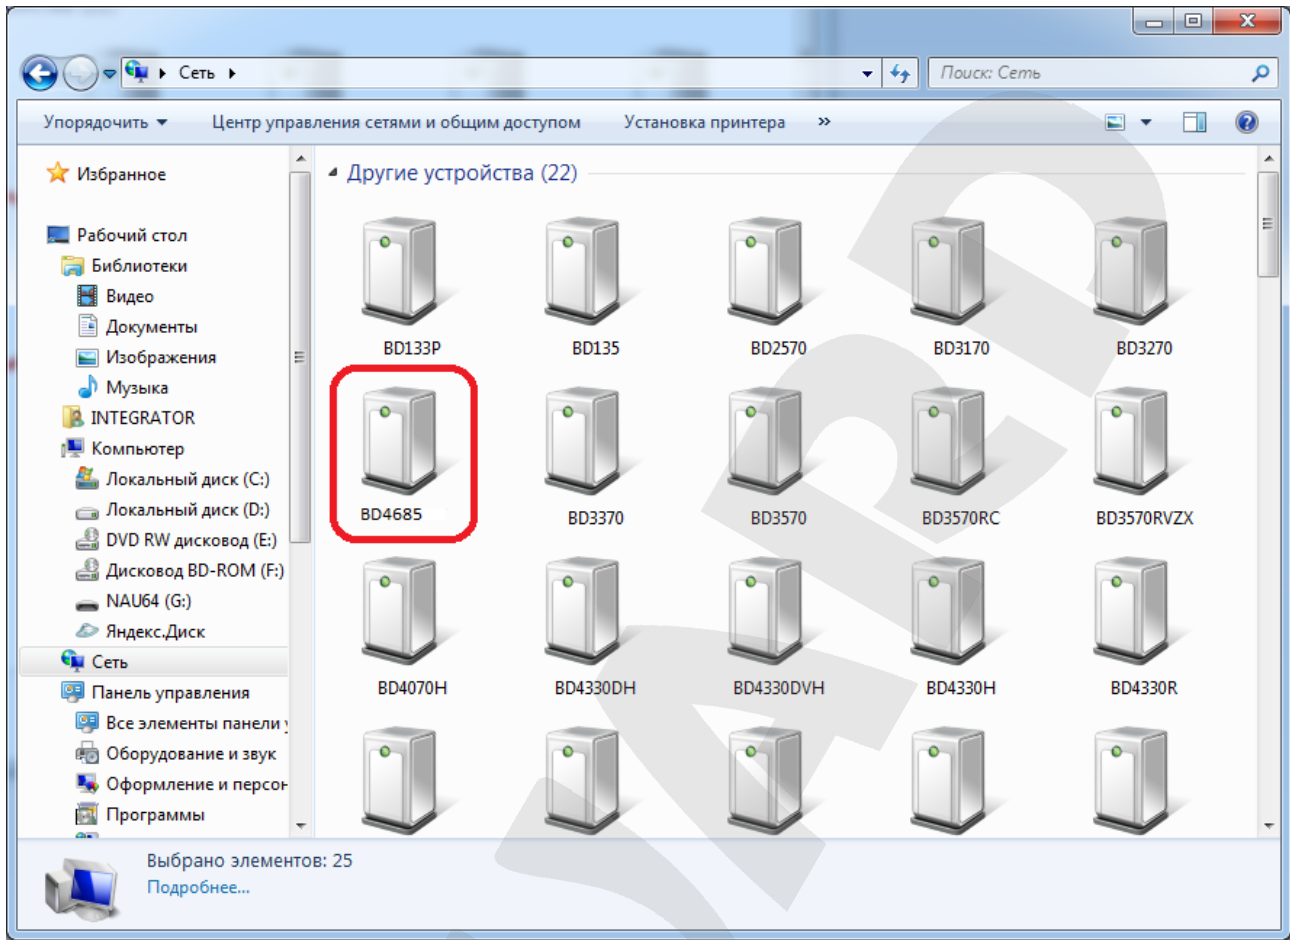 Сеть
Поиск: Сеть
Упорядочить
Центр управления сетями и общим доступом
Установка принтера
»
Избранное
Рабочий стол
Библиотеки
Видео
Документы
Изображения
Музыка
INTEGRATOR
Компьютер
Локальный диск (C:)
Локальный диск (D:)
DVD RW дисковод (E:)
Дисковод BD-ROM (F:)
NAU64 (G:)
Яндекс.Диск
Сеть
Панель управления
Все элементы панели
Оборудование и звук
Оформление и персон
Программы
Другие устройства (22)
BD133P BD135 BD2570 BD3170 BD3270
BD4685 BD3370 BD3570 BD3570RC BD3570RVZX
BD4070H BD4330DH BD4330DVH BD4330H BD4330R
Выбрано элементов: 25
Подробнее...